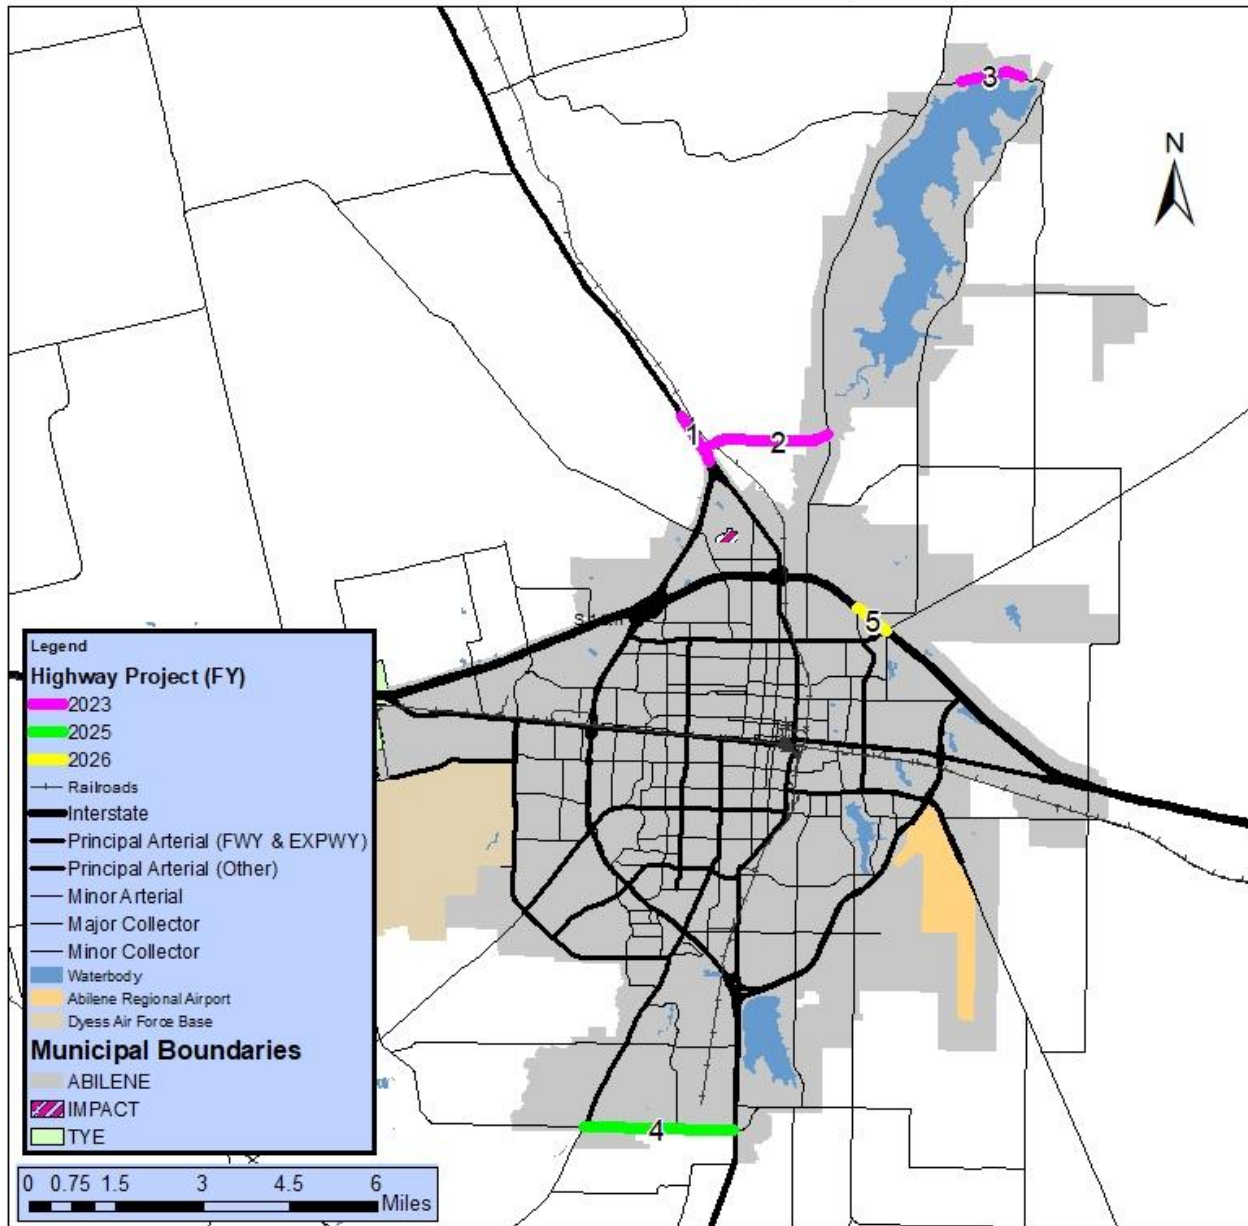 3
N
1
2
5
Legend
Highway Project (FY)
2023
2025
2026
Railroads
Interstate
Principal Arterial (FWY & EXPWY)
Principal Arterial (Other)
Minor Arterial
Major Collector
Minor Collector
Waterbody
Abilene Regional Airport
Dyess Air Force Base
Municipal Boundaries
ABILENE
IMPACT
TYE
4
0 0.75 1.5 3 4.5 6
Miles